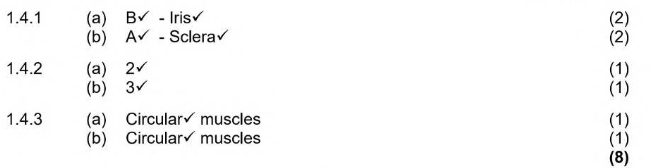 1.4.1 (a) B✓ - Iris✓ (2)
(b) A✓ - Sclera✓ (2)
1.4.2 (a) 2✓ (1)
(b) 3✓ (1)
1.4.3 (a) Circular✓ muscles (1)
(b) Circular✓ muscles (1)
(8)